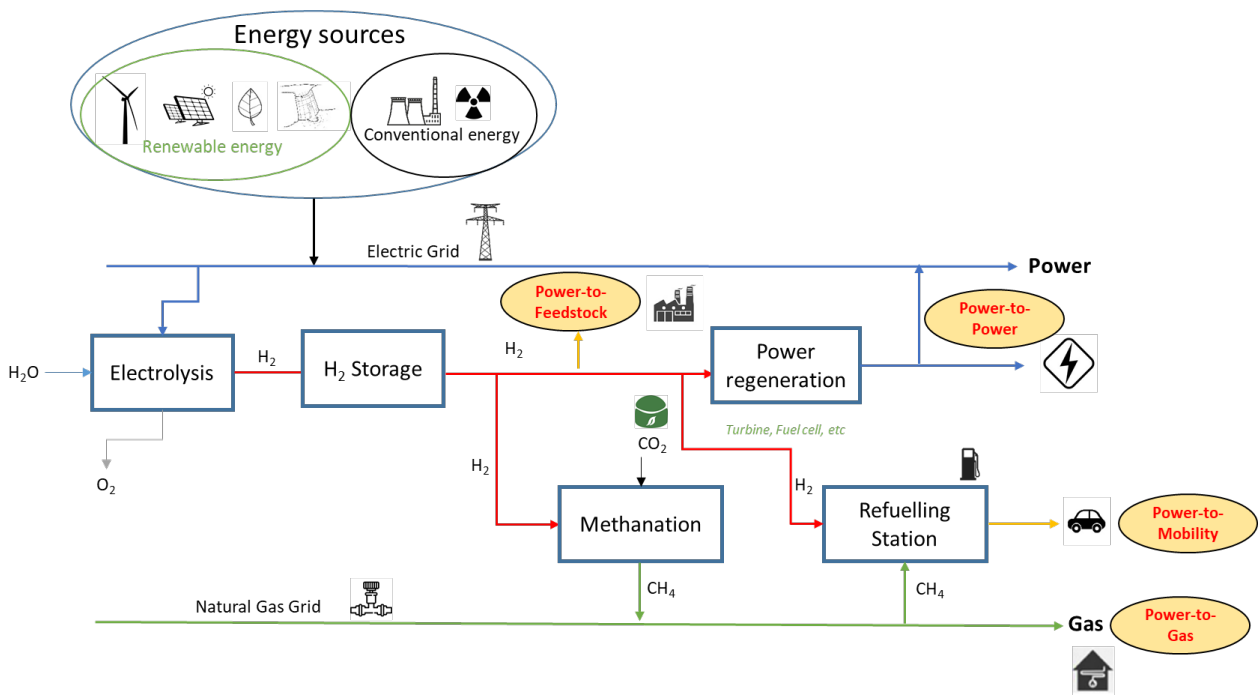 Energy sources
Renewable energy
Conventional energy
Electric Grid
Power
Power-to-
Feedstock
Power-to-
Power
H₂O
Electrolysis
H₂
H₂ Storage
H₂
Power
regeneration
Turbine, Fuel cell, etc
O₂
CO₂
H₂
H₂
Methanation
Refuelling
Station
Power-to-
Mobility
CH₄
CH₄
Natural Gas Grid
Gas
Power-to-
Gas